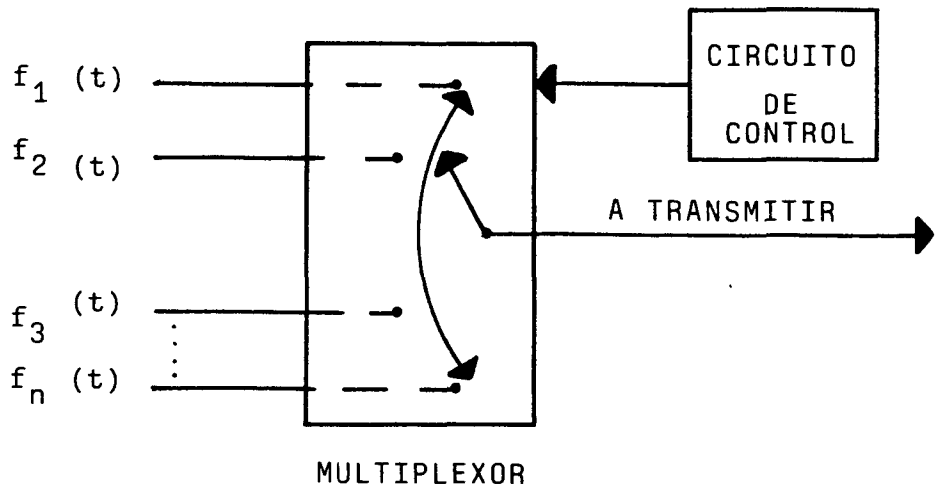 f1 (t)
f2 (t)
f3 (t)
fn (t)
CIRCUITO
DE
CONTROL
A TRANSMITIR
MULTIPLEXOR